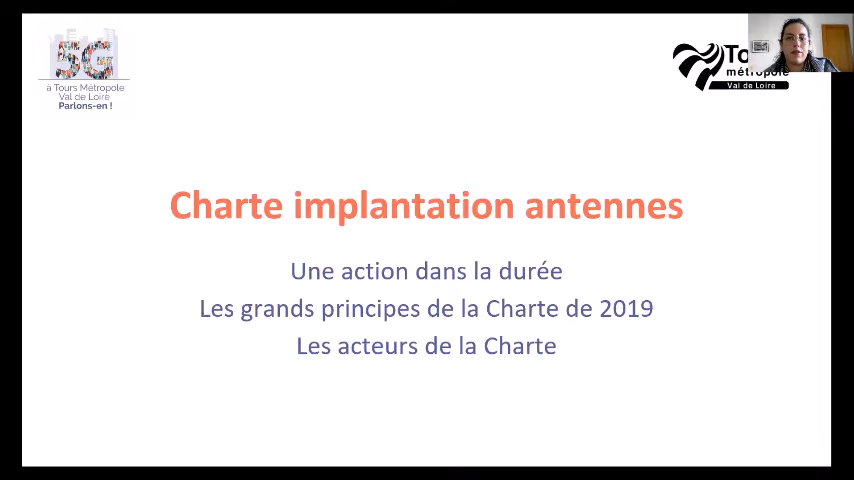 5G
à Tours Métropole
Val de Loire
Parlons-en !
métropole
Val de Loire
Charte implantation antennes
Une action dans la durée
Les grands principes de la Charte de 2019
Les acteurs de la Charte